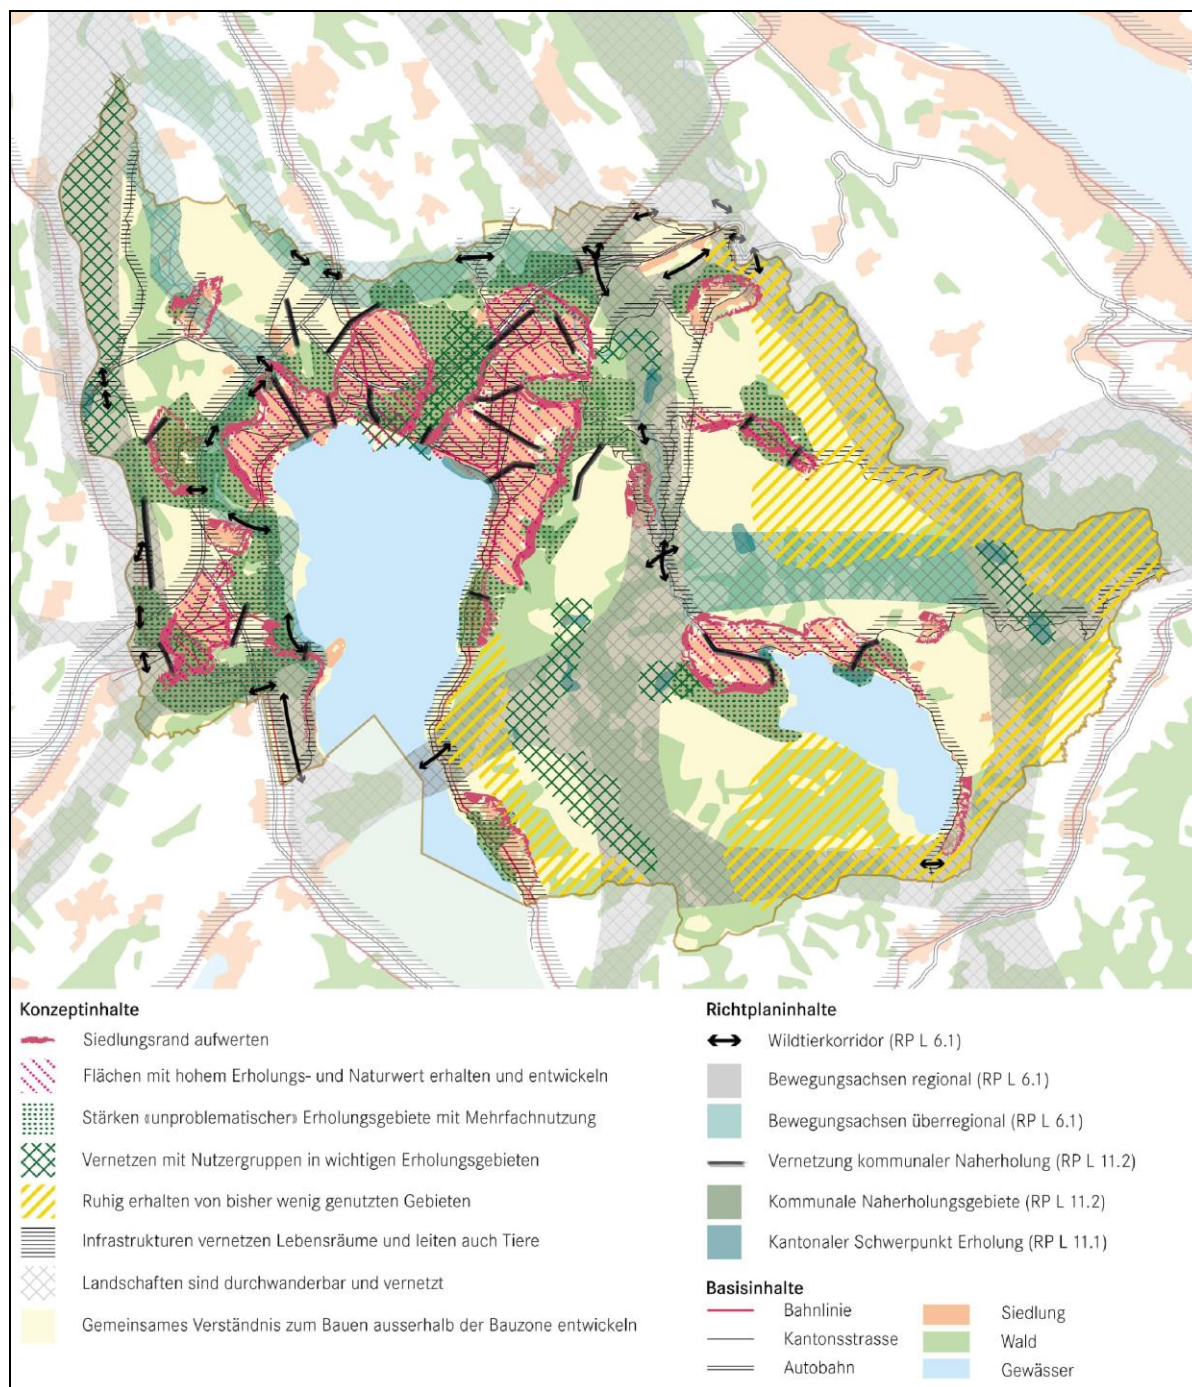 Konzeptinhalte
Siedlungsrand aufwerten
Flächen mit hohem Erholungs- und Naturwert erhalten und entwickeln
Stärken «unproblematischer» Erholungsgebiete mit Mehrfachnutzung
Vernetzen mit Nutzergruppen in wichtigen Erholungsgebieten
Ruhig erhalten von bisher wenig genutzten Gebieten
Infrastrukturen vernetzen Lebensräume und leiten auch Tiere
Landschaften sind durchwanderbar und vernetzt
Gemeinsames Verständnis zum Bauen ausserhalb der Bauzone entwickeln
Richtplaninhalte
Wildtierkorridor (RP L 6.1)
Bewegungsachsen regional (RP L 6.1)
Bewegungsachsen überregional (RP L 6.1)
Vernetzung kommunaler Naherholung (RP L 11.2)
Kommunale Naherholungsgebiete (RP L 11.2)
Kantonaler Schwerpunkt Erholung (RP L 11.1)
Basisinhalte
Bahnlinie
Kantonsstrasse
Autobahn
Siedlung
Wald
Gewässer